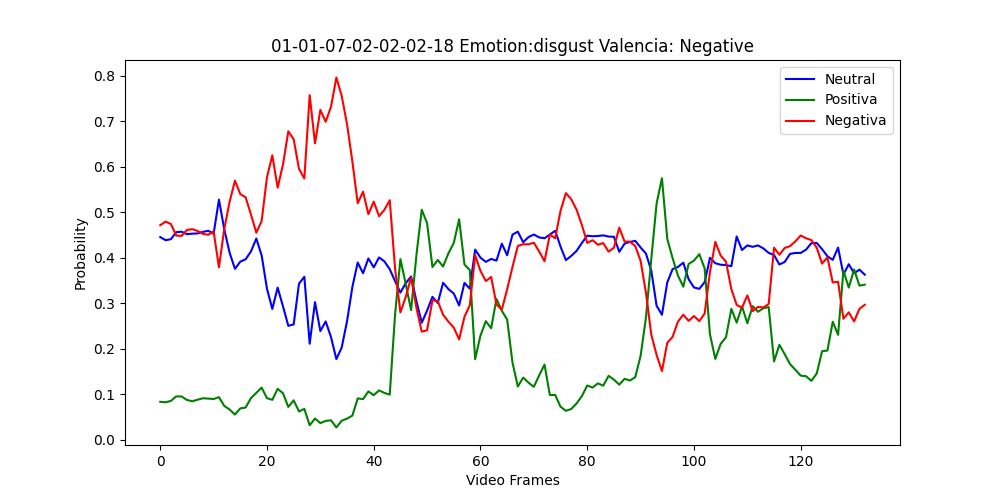 01-01-07-02-02-02-18 Emotion:disgust Valencia: Negative
Neutral
Positiva
Negativa
Probability
0.8
0.7
0.6
0.5
0.4
0.3
0.2
0.1
0.0
0 20 40 60 80 100 120
Video Frames